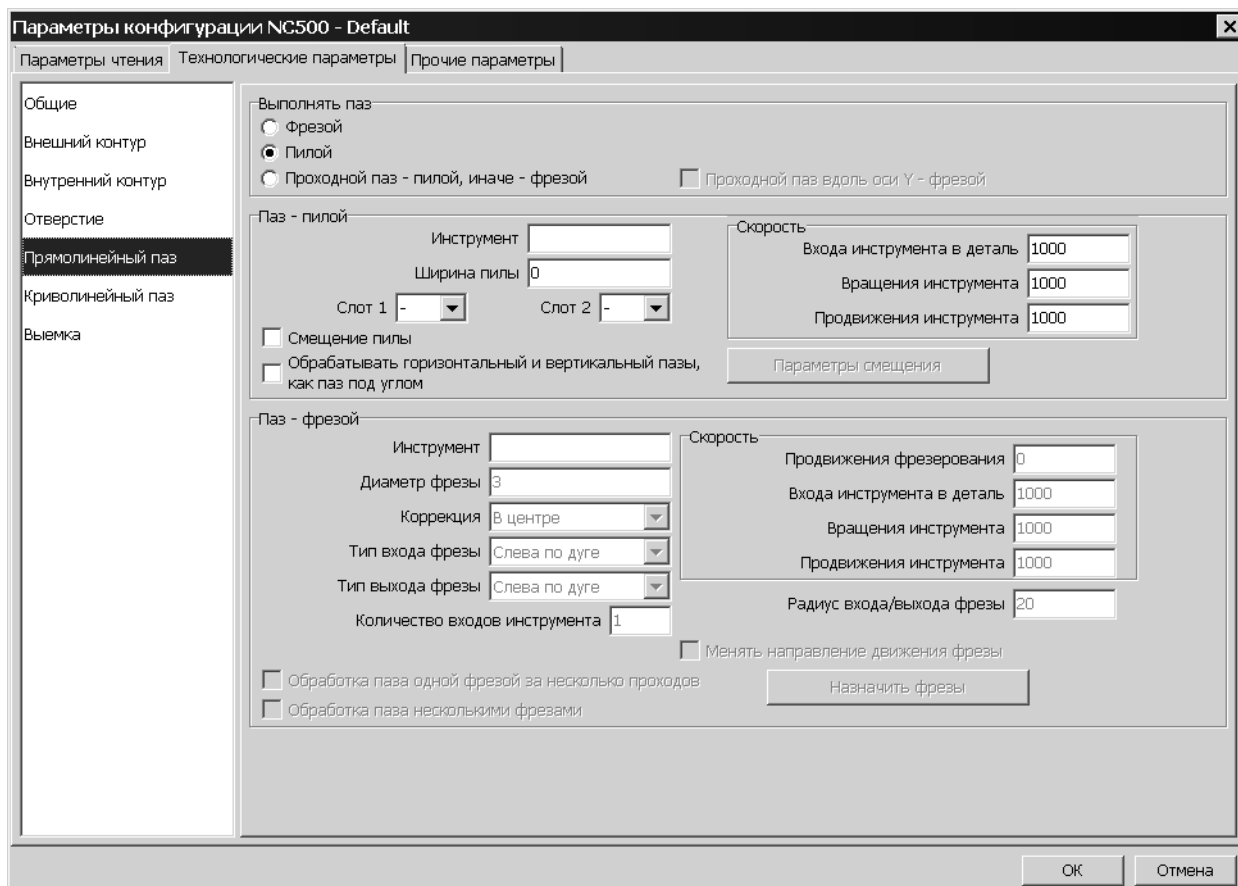 Параметры конфигурации NC500 - Default
Параметры чтения Технологические параметры Прочие параметры
Общие
Внешний контур
Внутренний контур
Отверстие
Прямолинейный паз
Криволинейный паз
Выемка
Выполнять паз
Фрезой
Пилой
Проходной паз - пилой, иначе - фрезой
Проходной паз вдоль оси Y - фрезой
Паз - пилой
Инструмент
Ширина пилы 0
Слот 1 - Слот 2 -
Смещение пилы
Обрабатывать горизонтальный и вертикальный пазы,
как паз под углом
Скорость
Входа инструмента в деталь 1000
Вращения инструмента 1000
Продвижения инструмента 1000
Параметры смещения
Паз - фрезой
Инструмент
Диаметр фрезы 3
Коррекция В центре
Тип входа фрезы Слева по дуге
Тип выхода фрезы Слева по дуге
Количество входов инструмента 1
Скорость
Продвижения фрезерования 0
Входа инструмента в деталь 1000
Вращения инструмента 1000
Продвижения инструмента 1000
Радиус входа/выхода фрезы 20
Менять направление движения фрезы
Обработка паза одной фрезой за несколько проходов
Обработка паза несколькими фрезами
Назначить фрезы
ОК Отмена